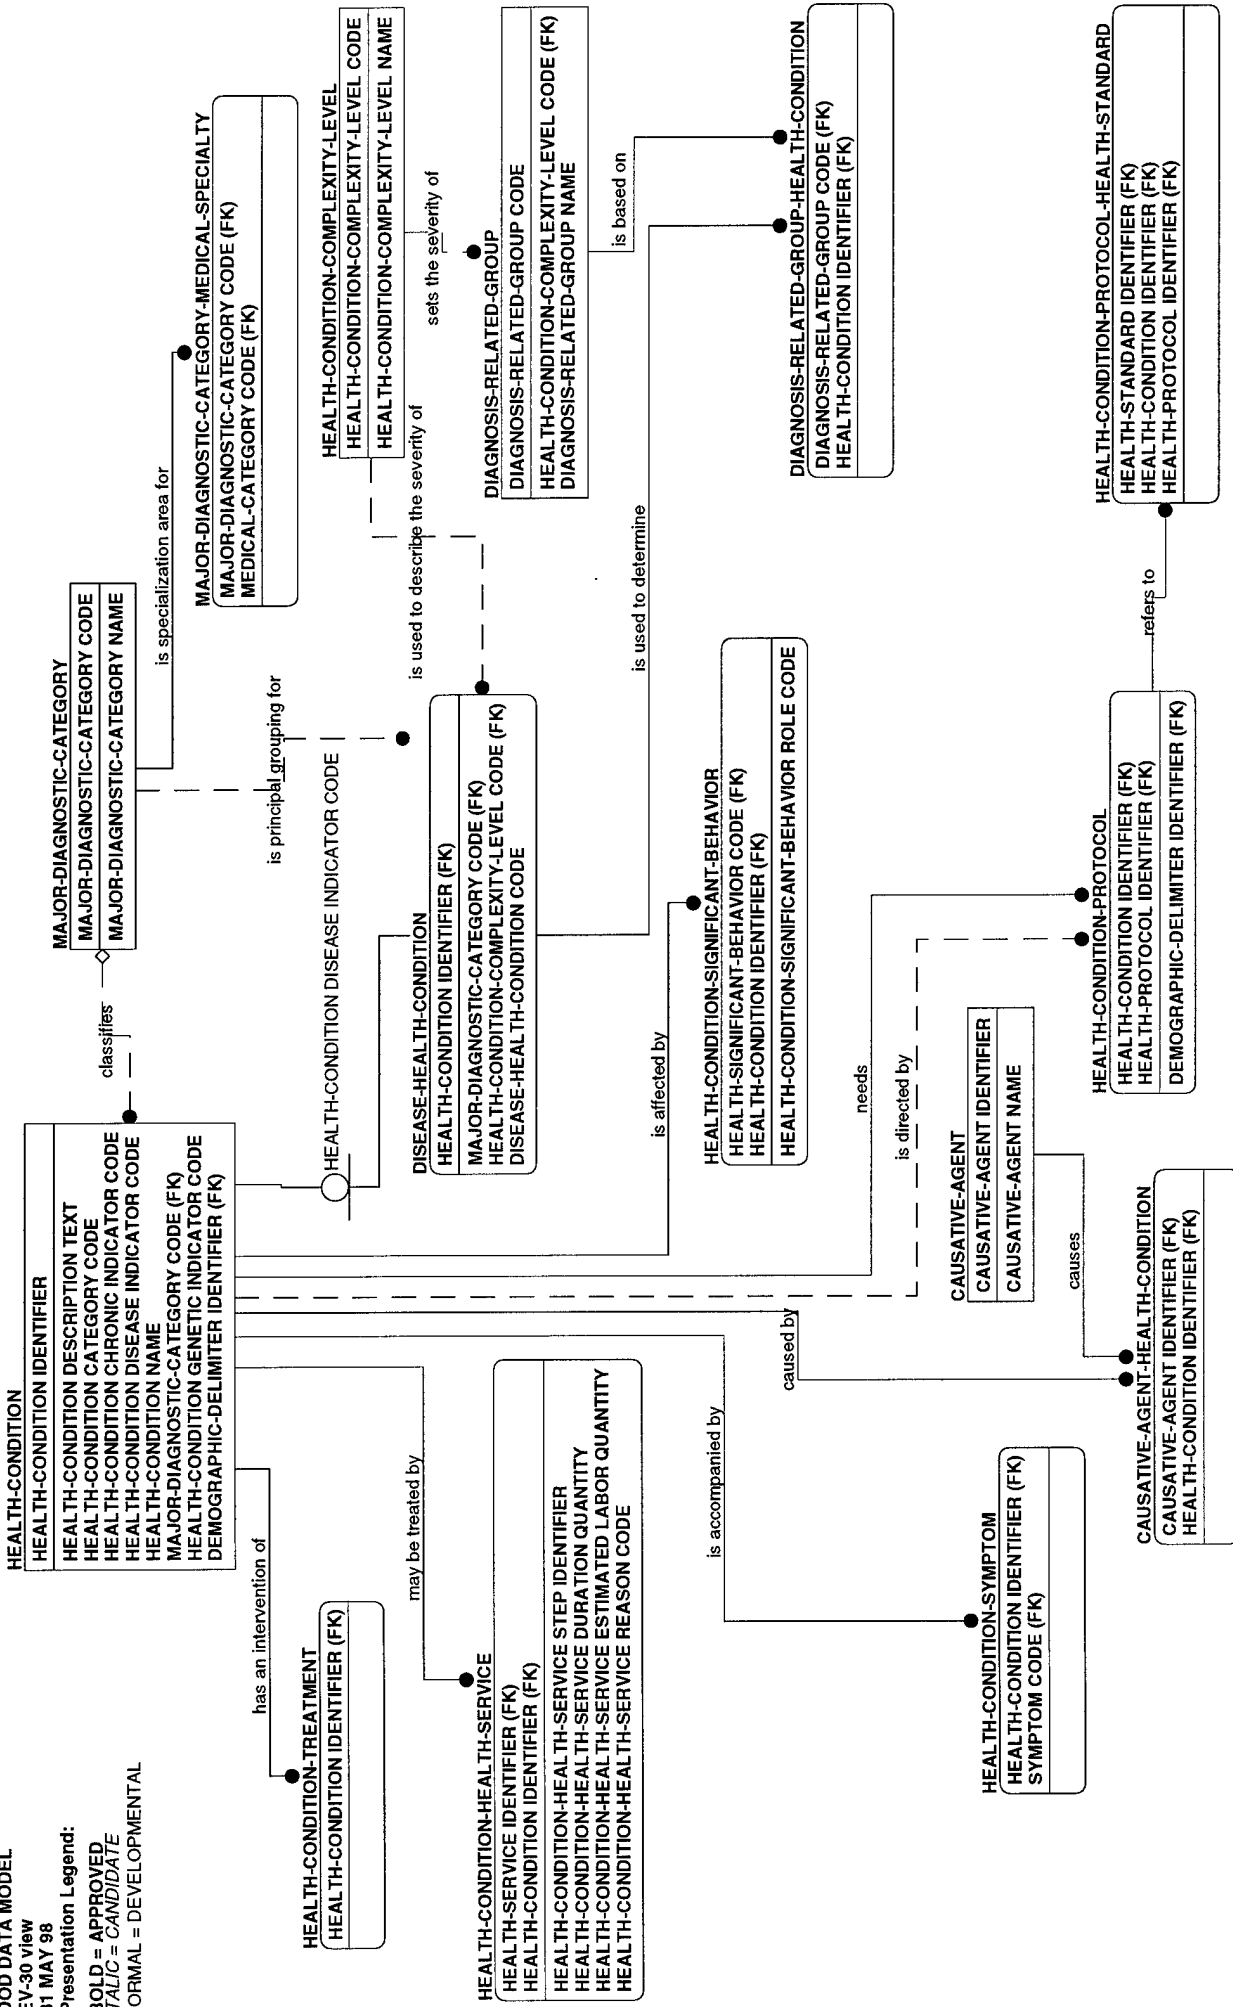 DOD DATA MODEL
EV-30 view
31 MAY 98
Presentation Legend:
BOLD = APPROVED
TALIC = CANDIDATE
ORMAL = DEVELOPMENTAL
HEALTH-CONDITION
HEALTH-CONDITION IDENTIFIER
HEALTH-CONDITION DESCRIPTION TEXT
HEALTH-CONDITION CATEGORY CODE
HEALTH-CONDITION CHRONIC INDICATOR CODE
HEALTH-CONDITION DISEASE INDICATOR CODE
HEALTH-CONDITION NAME
MAJOR-DIAGNOSTIC-CATEGORY CODE (FK)
HEALTH-CONDITION GENETIC INDICATOR CODE
DEMOGRAPHIC-DELIMITER IDENTIFIER (FK)
classifies
MAJOR-DIAGNOSTIC-CATEGORY
MAJOR-DIAGNOSTIC-CATEGORY CODE
MAJOR-DIAGNOSTIC-CATEGORY NAME
is specialization area for
MAJOR-DIAGNOSTIC-CATEGORY-MEDICAL-SPECIALTY
MAJOR-DIAGNOSTIC-CATEGORY CODE (FK)
MEDICAL-CATEGORY CODE (FK)
is principal grouping for
HEALTH-CONDITION DISEASE INDICATOR CODE
HEALTH-CONDITION-COMPLEXITY-LEVEL
HEALTH-CONDITION-COMPLEXITY-LEVEL CODE
HEALTH-CONDITION-COMPLEXITY-LEVEL NAME
is used to describe the severity of
sets the severity of
has an intervention of
HEALTH-CONDITION-TREATMENT
HEALTH-CONDITION IDENTIFIER (FK)
may be treated by
DISEASE-HEALTH-CONDITION
HEALTH-CONDITION IDENTIFIER (FK)
MAJOR-DIAGNOSTIC-CATEGORY CODE (FK)
HEALTH-CONDITION-COMPLEXITY-LEVEL CODE (FK)
DISEASE-HEALTH-CONDITION CODE
DIAGNOSIS-RELATED-GROUP
DIAGNOSIS-RELATED-GROUP CODE
HEALTH-CONDITION-COMPLEXITY-LEVEL CODE (FK)
DIAGNOSIS-RELATED-GROUP NAME
is based on
is used to determine
HEALTH-CONDITION-HEALTH-SERVICE
HEALTH-SERVICE IDENTIFIER (FK)
HEALTH-CONDITION IDENTIFIER (FK)
HEALTH-CONDITION-HEALTH-SERVICE STEP IDENTIFIER
HEALTH-CONDITION-HEALTH-SERVICE DURATION QUANTITY
HEALTH-CONDITION-HEALTH-SERVICE ESTIMATED LABOR QUANTITY
HEALTH-CONDITION-HEALTH-SERVICE REASON CODE
is affected by
HEALTH-CONDITION-SIGNIFICANT-BEHAVIOR
HEALTH-SIGNIFICANT-BEHAVIOR CODE (FK)
HEALTH-CONDITION IDENTIFIER (FK)
HEALTH-CONDITION-SIGNIFICANT-BEHAVIOR ROLE CODE
DIAGNOSIS-RELATED-GROUP-HEALTH-CONDITION
DIAGNOSIS-RELATED-GROUP CODE (FK)
HEALTH-CONDITION IDENTIFIER (FK)
is accompanied by
caused by
needs
is directed by
CAUSATIVE-AGENT
CAUSATIVE-AGENT IDENTIFIER
CAUSATIVE-AGENT NAME
causes
HEALTH-CONDITION-SYMPTOM
HEALTH-CONDITION IDENTIFIER (FK)
SYMPTOM CODE (FK)
HEALTH-CONDITION-PROTOCOL
HEALTH-CONDITION IDENTIFIER (FK)
HEALTH-PROTOCOL IDENTIFIER (FK)
DEMOGRAPHIC-DELIMITER IDENTIFIER (FK)
refers to
HEALTH-CONDITION-PROTOCOL-HEALTH-STANDARD
HEALTH-STANDARD IDENTIFIER (FK)
HEALTH-CONDITION IDENTIFIER (FK)
HEALTH-PROTOCOL IDENTIFIER (FK)
CAUSATIVE-AGENT-HEALTH-CONDITION
CAUSATIVE-AGENT IDENTIFIER (FK)
HEALTH-CONDITION IDENTIFIER (FK)